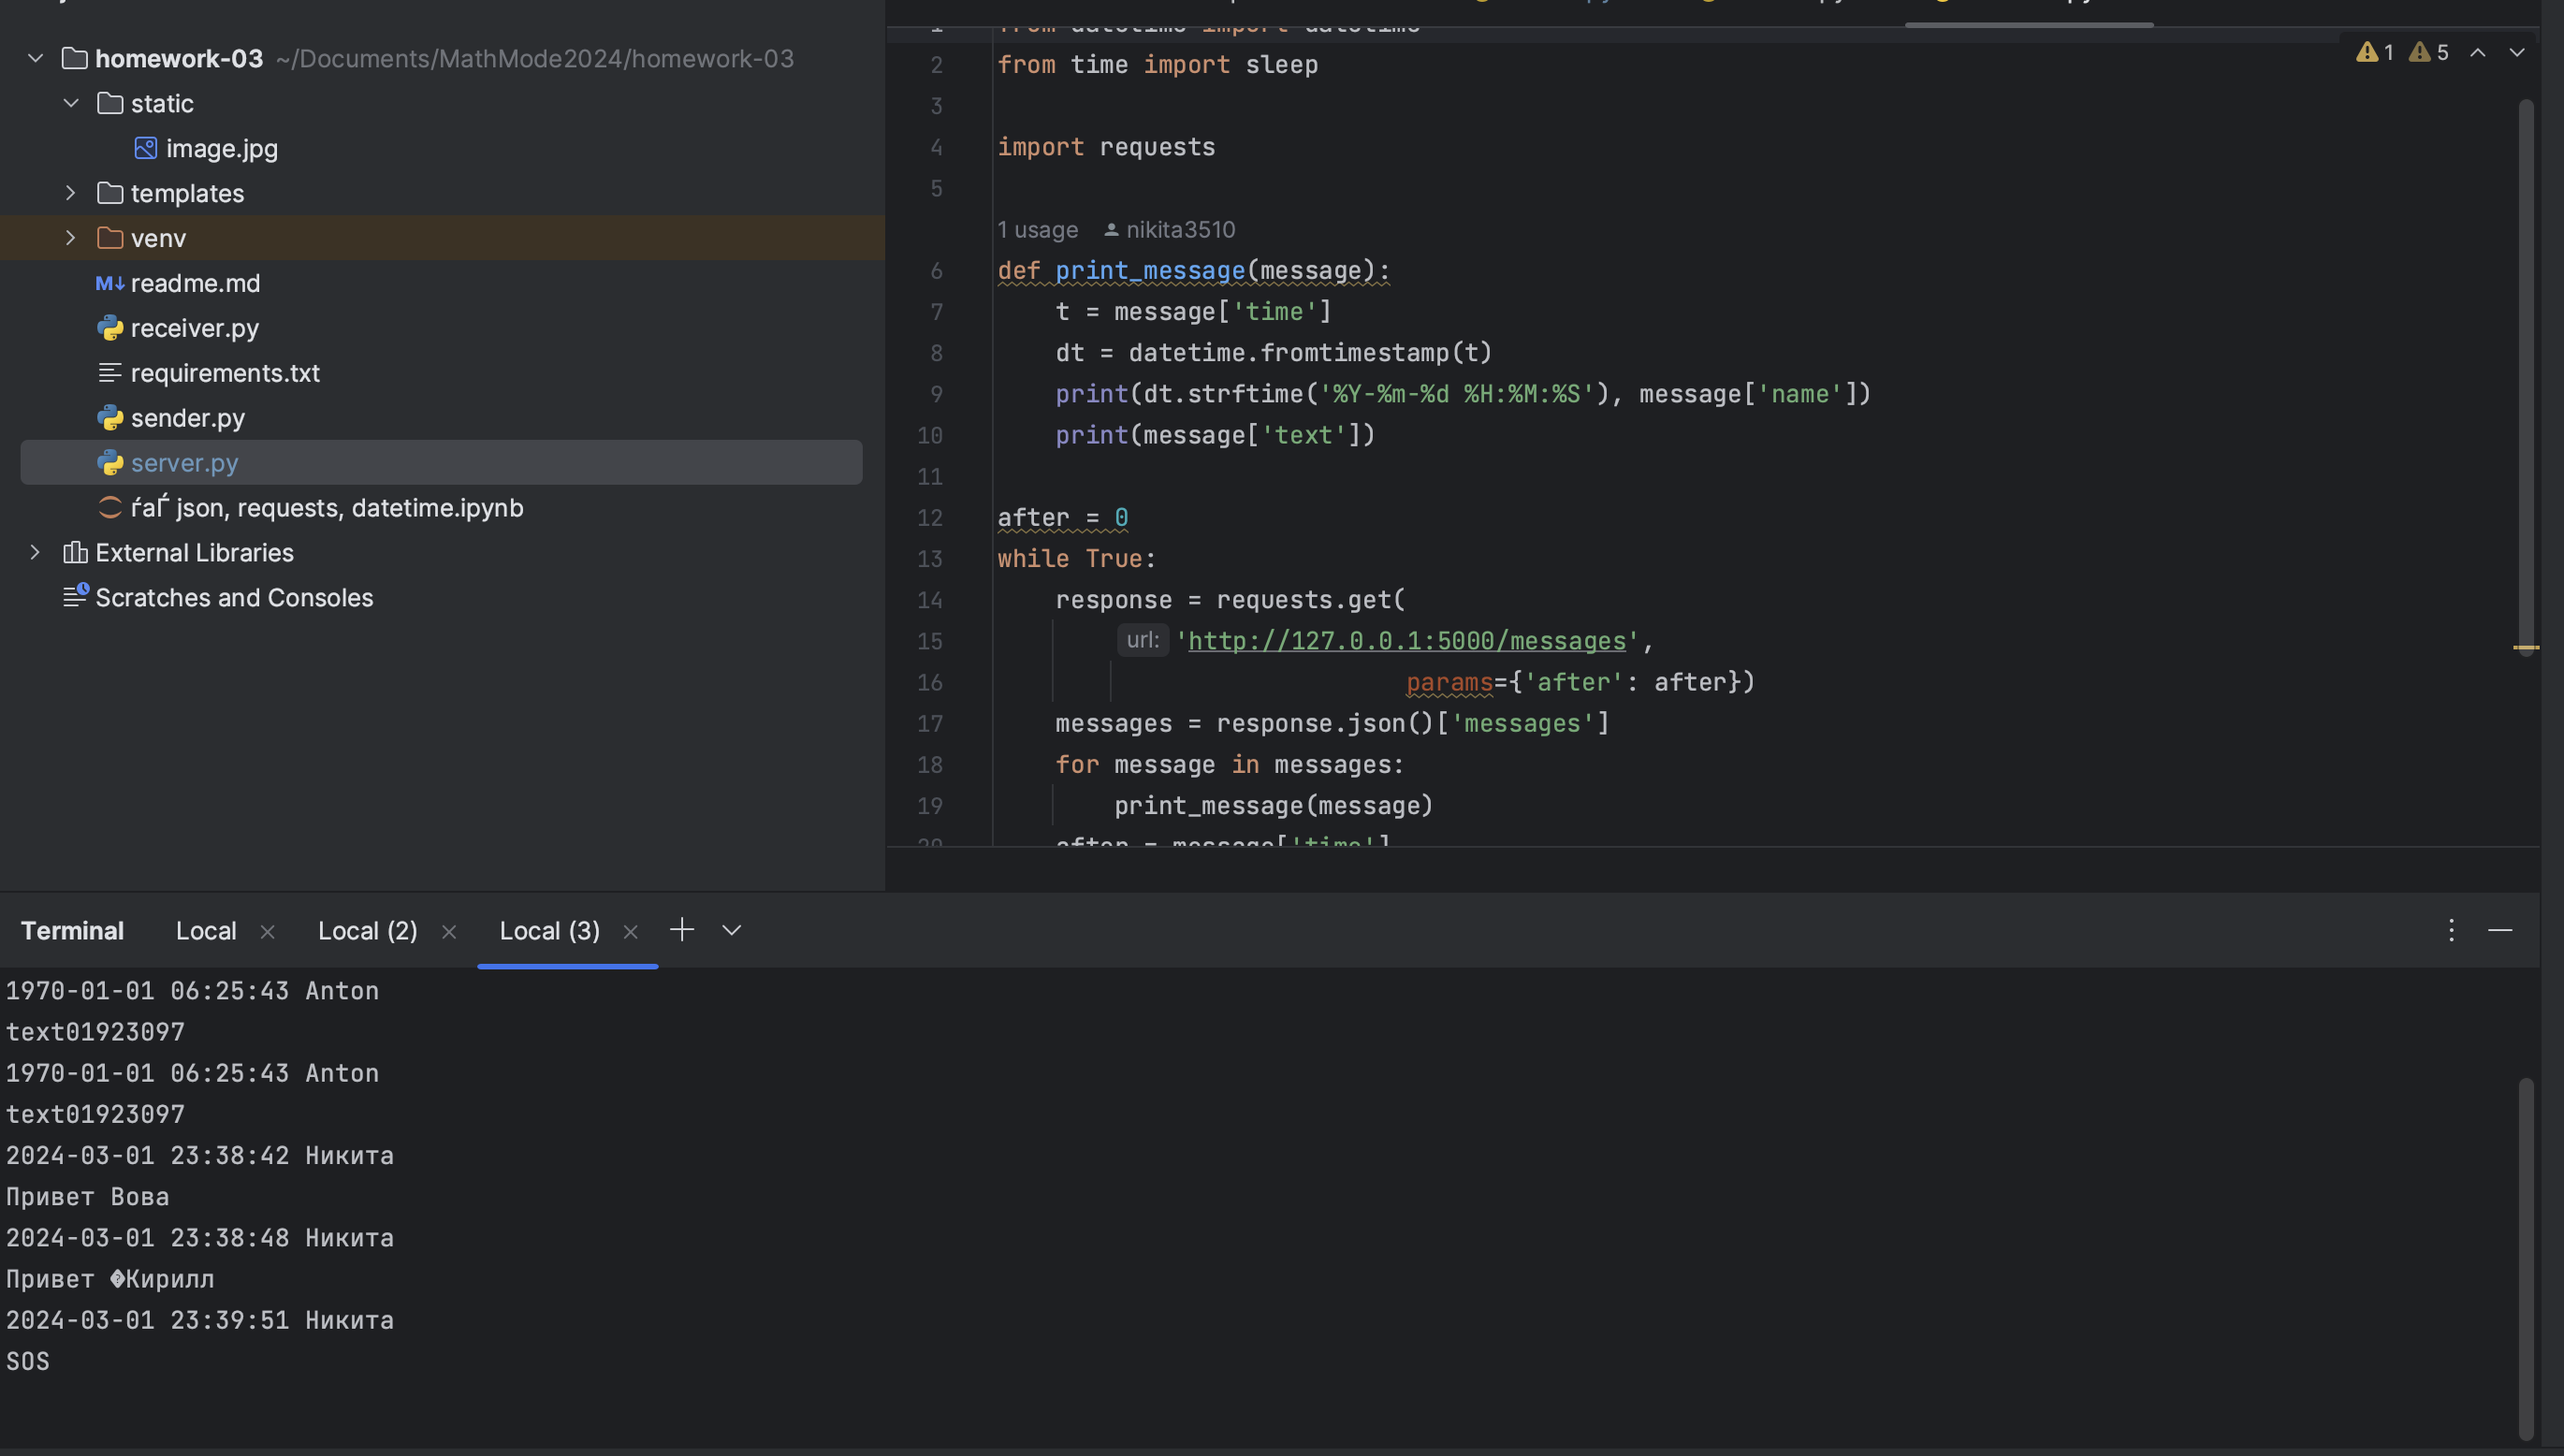 homework-03 ~/Documents/MathMode2024/homework-03
static
image.jpg
templates
venv
readme.md
receiver.py
requirements.txt
sender.py
server.py
ѓаЃ json, requests, datetime.ipynb
External Libraries
Scratches and Consoles
1 from datetime import datetime
2 from time import sleep
3
4 import requests
5
1 usage nikita3510
6 def print_message(message):
7 t = message['time']
8 dt = datetime.fromtimestamp(t)
9 print(dt.strftime('%Y-%m-%d %H:%M:%S'), message['name'])
10 print(message['text'])
11
12 after = 0
13 while True:
14 response = requests.get(
15 url: 'http://127.0.0.1:5000/messages',
16 params={'after': after})
17 messages = response.json()['messages']
18 for message in messages:
19 print_message(message)
20 after = message['time']
1 5
Terminal Local Local (2) Local (3)
1970-01-01 06:25:43 Anton
text01923097
1970-01-01 06:25:43 Anton
text01923097
2024-03-01 23:38:42 Никита
Привет Вова
2024-03-01 23:38:48 Никита
Привет �Кирилл
2024-03-01 23:39:51 Никита
SOS